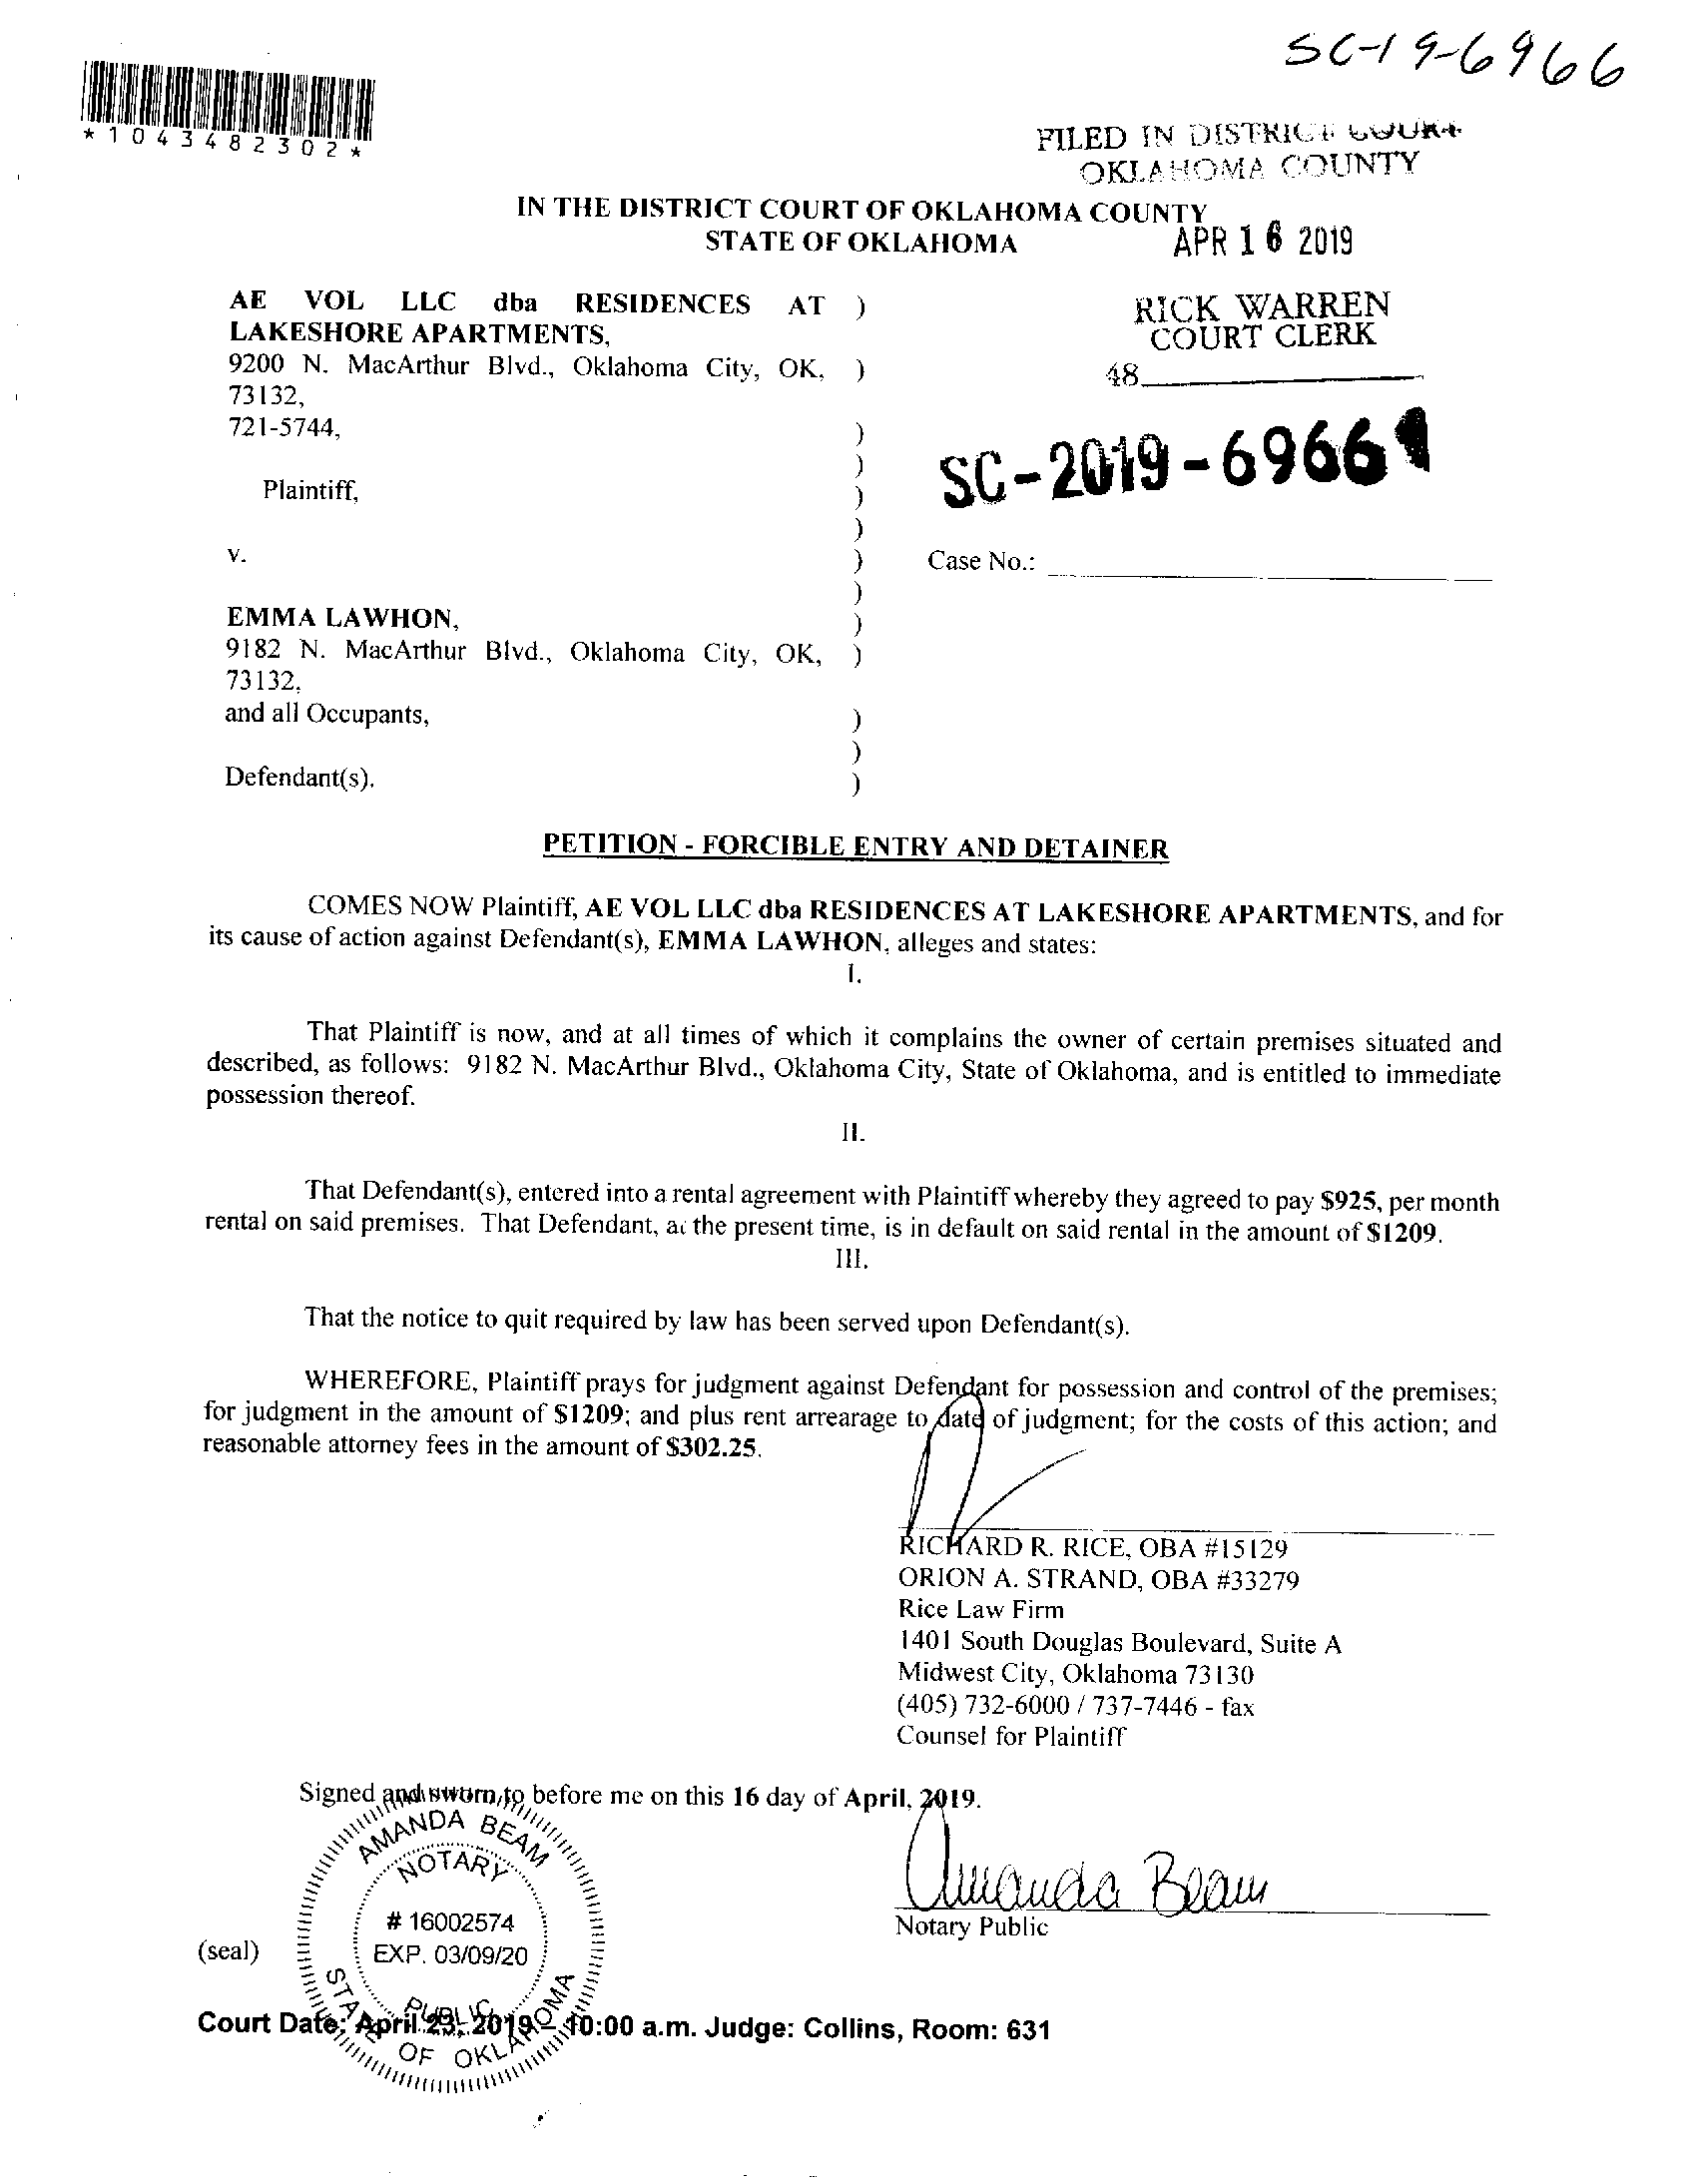 SC-19-6966
*1043482302*
FILED IN DISTRICT COURT
OKLAHOMA COUNTY
IN THE DISTRICT COURT OF OKLAHOMA COUNTY
STATE OF OKLAHOMA
APR 16 2019
AE VOL LLC dba RESIDENCES AT )
LAKESHORE APARTMENTS,
RICK WARREN
COURT CLERK
9200 N. MacArthur Blvd., Oklahoma City, OK, )
73132,
48
721-5744, )
)
Plaintiff, )
SC-2019-6966
)
v. )
Case No.:
)
EMMA LAWHON, )
9182 N. MacArthur Blvd., Oklahoma City, OK, )
73132,
and all Occupants, )
)
Defendant(s). )
PETITION - FORCIBLE ENTRY AND DETAINER
COMES NOW Plaintiff, AE VOL LLC dba RESIDENCES AT LAKESHORE APARTMENTS, and for
its cause of action against Defendant(s), EMMA LAWHON, alleges and states:
I.
That Plaintiff is now, and at all times of which it complains the owner of certain premises situated and
described, as follows: 9182 N. MacArthur Blvd., Oklahoma City, State of Oklahoma, and is entitled to immediate
possession thereof.
II.
That Defendant(s), entered into a rental agreement with Plaintiff whereby they agreed to pay $925, per month
rental on said premises. That Defendant, at the present time, is in default on said rental in the amount of $1209.
III.
That the notice to quit required by law has been served upon Defendant(s).
WHEREFORE, Plaintiff prays for judgment against Defendant for possession and control of the premises;
for judgment in the amount of $1209; and plus rent arrearage to date of judgment; for the costs of this action; and
reasonable attorney fees in the amount of $302.25.
RICHARD R. RICE, OBA #15129
ORION A. STRAND, OBA #33279
Rice Law Firm
1401 South Douglas Boulevard, Suite A
Midwest City, Oklahoma 73130
(405) 732-6000 / 737-7446 - fax
Counsel for Plaintiff
Signed and sworn to before me on this 16 day of April, 2019.
AMANDA BEAM
NOTARY
# 16002574
EXP. 03/09/20
PUBLIC
STATE OF OKLAHOMA
Amanda Beam
Notary Public
(seal)
Court Date: April 23, 2019 – 10:00 a.m. Judge: Collins, Room: 631